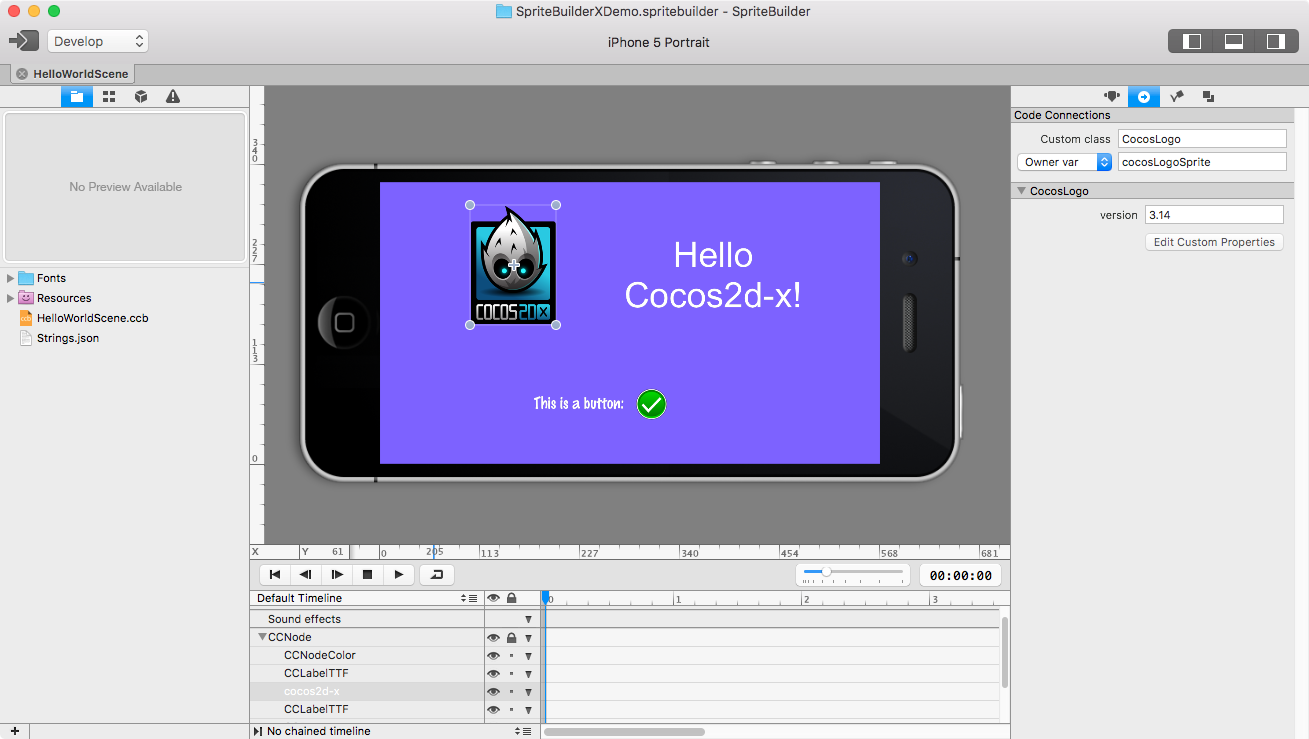 SpriteBuilderXDemo.spritebuilder - SpriteBuilder
Develop
iPhone 5 Portrait
HelloWorldScene
No Preview Available
Fonts
Resources
HelloWorldScene.ccb
Strings.json
340
227
113
0
Hello
Cocos2d-x!
COCOS2DX
This is a button:
X Y 61 0 205 113 227 340 454 568 681
00:00:00
Default Timeline
0 1 2 3
Sound effects
CCNode
CCNodeColor
CCLabelTTF
cocos2d-x
CCLabelTTF
No chained timeline
+
Code Connections
Custom class CocosLogo
Owner var cocosLogoSprite
CocosLogo
version 3.14
Edit Custom Properties